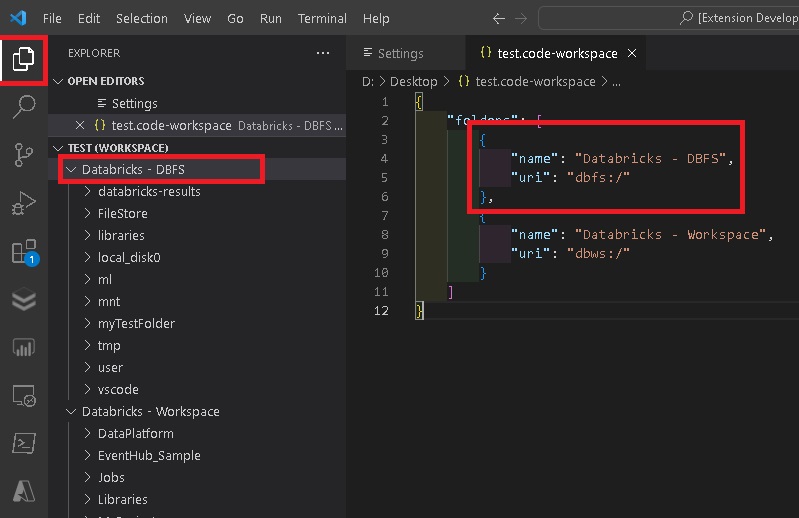 File Edit Selection View Go Run Terminal Help [Extension Develop
EXPLORER ...
OPEN EDITORS
Settings
test.code-workspace Databricks - DBFS ...
TEST (WORKSPACE)
Databricks - DBFS
databricks-results
FileStore
libraries
local_disk0
ml
mnt
myTestFolder
tmp
user
vscode
Databricks - Workspace
DataPlatform
EventHub_Sample
Jobs
Libraries
1
Settings test.code-workspace
D: > Desktop > {} test.code-workspace > ...
1 {
2 "folders": [
3 {
4 "name": "Databricks - DBFS",
5 "uri": "dbfs:/"
6 },
7 {
8 "name": "Databricks - Workspace",
9 "uri": "dbws:/"
10 }
11 ]
12 }